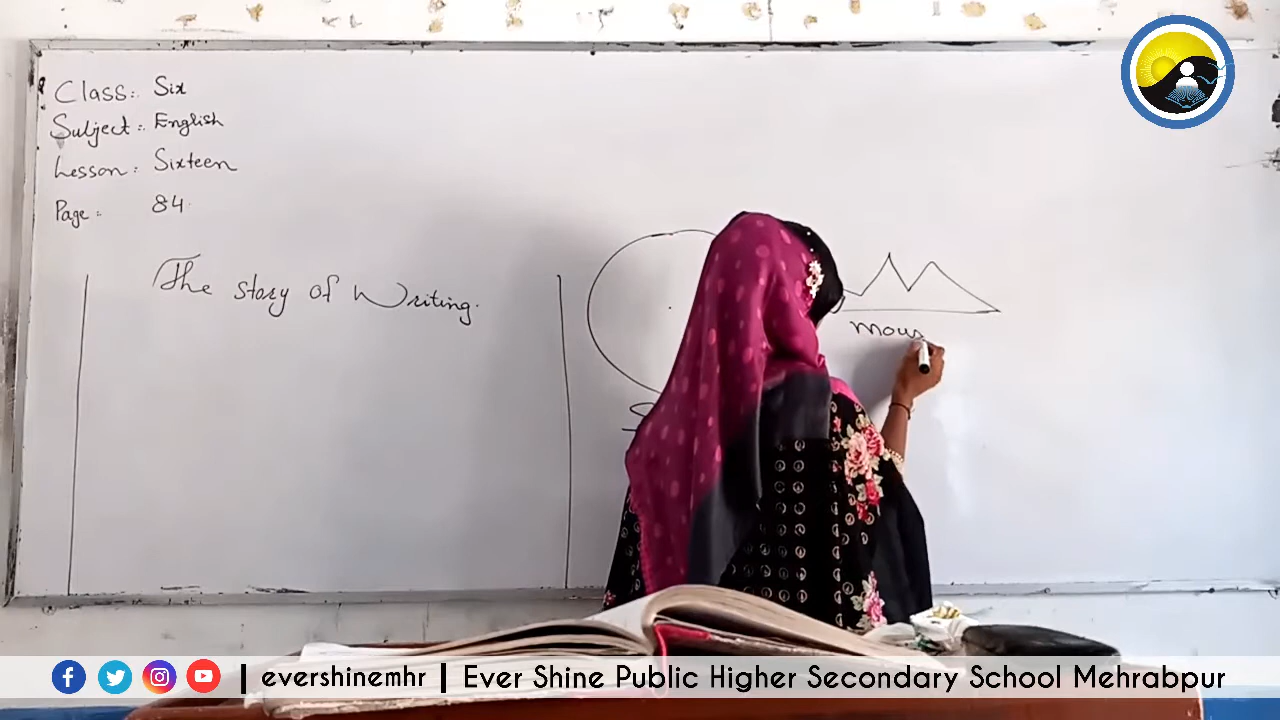 Class:. Six
Subject:. English
Lesson: Sixteen
Page: 84
The Story of Writing.
mou
| evershinemhr | Ever Shine Public Higher Secondary School Mehrabpur